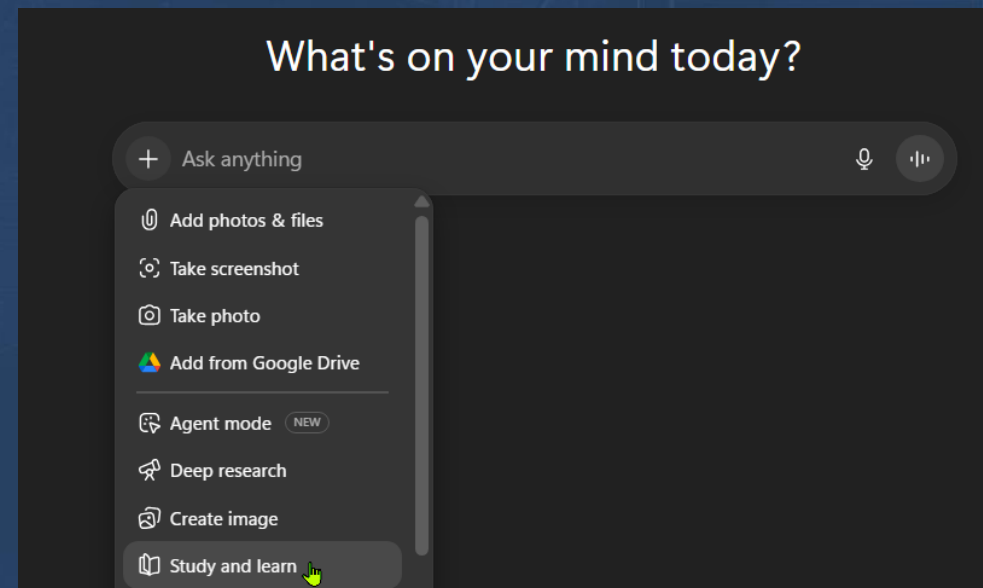 What's on your mind today?
Ask anything
Add photos & files
Take screenshot
Take photo
Add from Google Drive
Agent mode NEW
Deep research
Create image
Study and learn